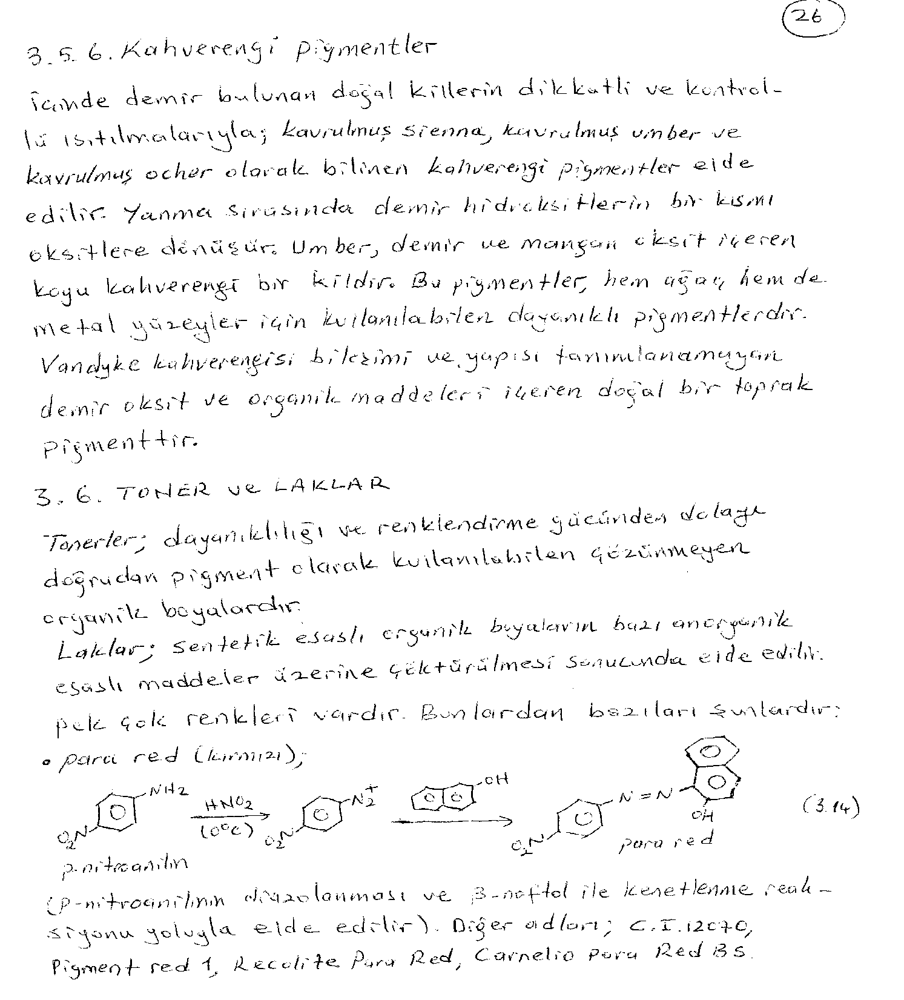 26
3.5.6. Kahverengi pigmentler
içinde demir bulunan doğal killerin dikkatli ve kontrol-
lü ısıtılmalarıyla; kavrulmuş sienna, kavrulmuş umber ve
kavrulmuş ocher olarak bilinen kahverengi pigmentler elde
edilir. Yanma sırasında demir hidroksitlerin bir kısmı
oksitlere dönüşür. Umber, demir ve mangan oksit içeren
koyu kahverengi bir kildir. Bu pigmentler, hem ağaç hem de
metal yüzeyler için kullanılabilen dayanıklı pigmentlerdir.
Vandyke kahverengisi bileşimi ve yapısı tanımlanamayan
demir oksit ve organik maddeleri içeren doğal bir toprak
pigmenttir.
3.6. TONER ve LAKLAR
Tonerler; dayanıklılığı ve renklendirme gücünden dolayı
doğrudan pigment olarak kullanılabilen çözünmeyen
organik boyalardır.
Laklar; sentetik esaslı organik boyaların bazı anorganik
esaslı maddeler üzerine çöktürülmesi sonucunda elde edilir.
pek çok renkleri vardır. Bunlardan bazıları şunlardır;
• para red (kırmızı);
NH2 HNO2 (0°C) O2N N2+ O2N OH N=N OH O2N (3.14)
p-nitroanilin para red
(p-nitroanilinin diazolanması ve β-naftol ile kenetlenme reak-
siyonu yoluyla elde edilir). Diğer adları; C.I.12070,
Pigment red 1, Recolite Para Red, Carnelio Para Red BS.